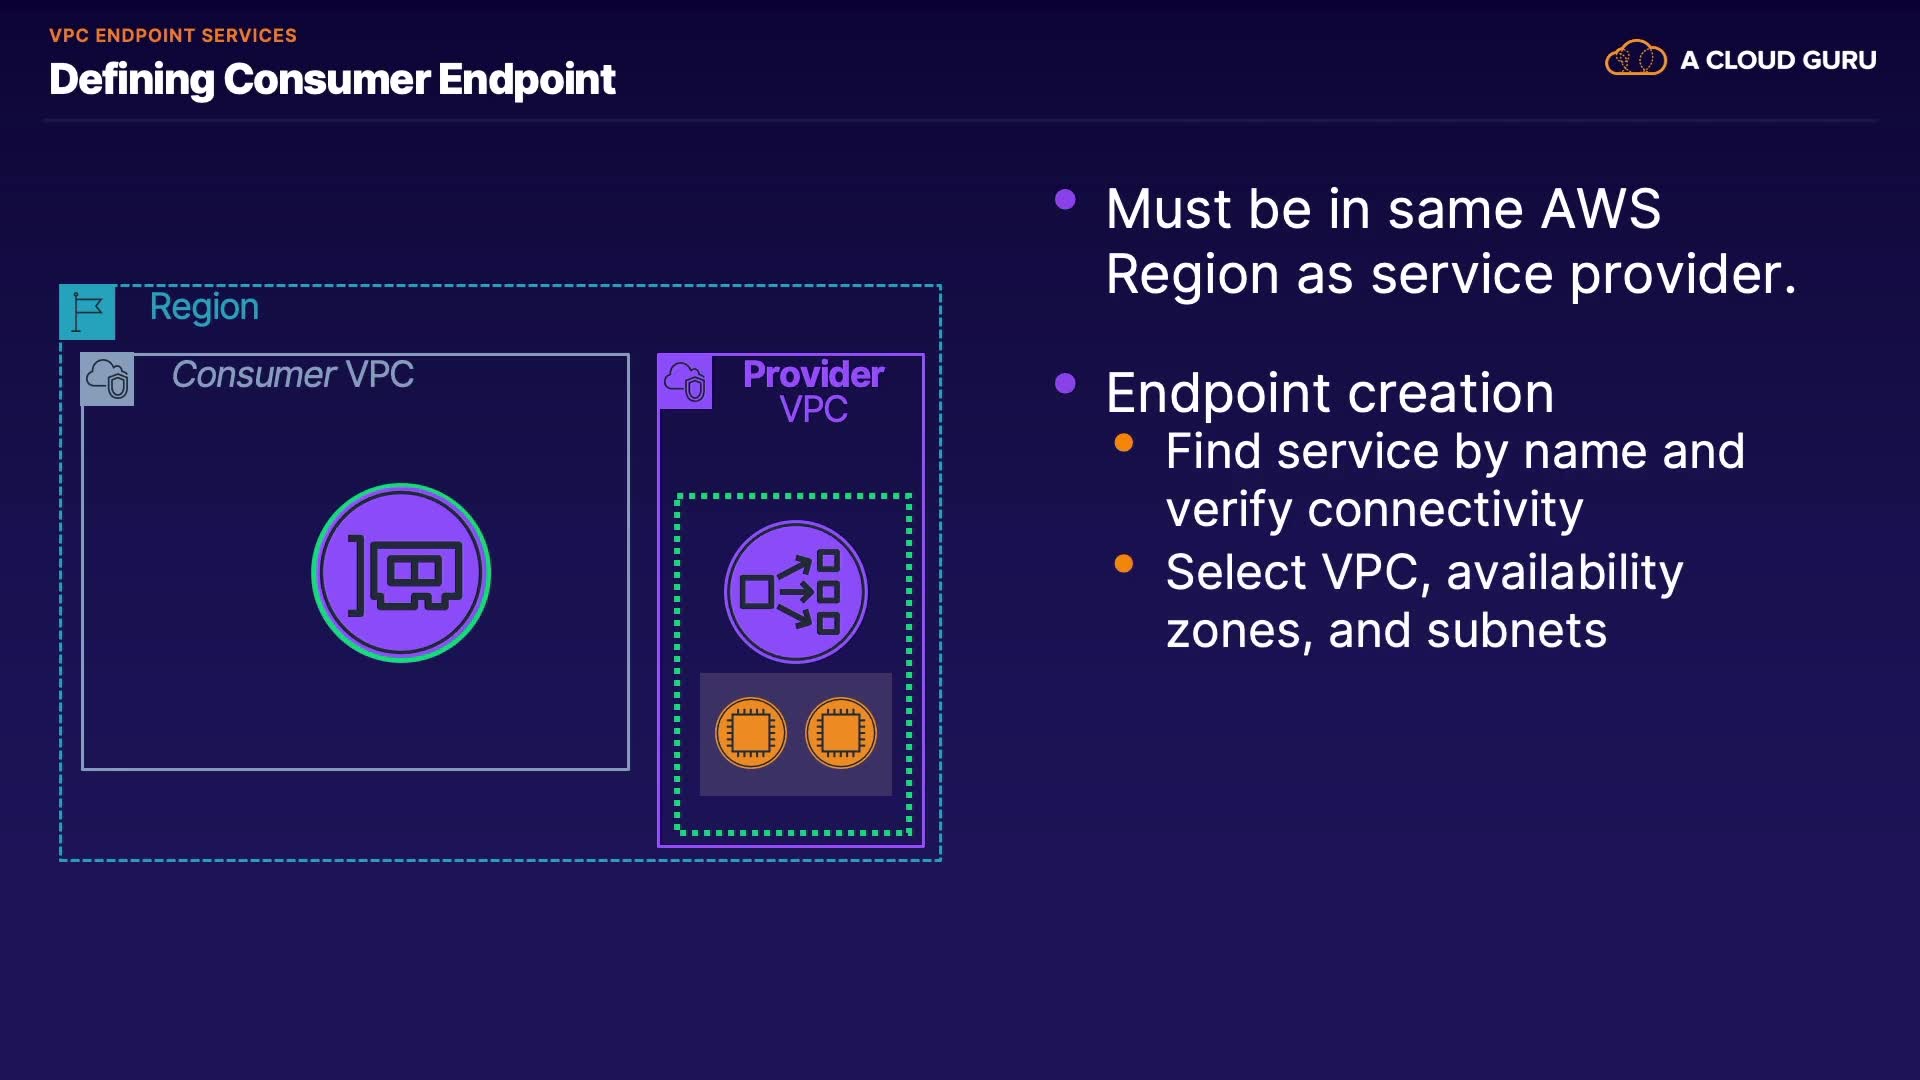 VPC ENDPOINT SERVICES
Defining Consumer Endpoint
A CLOUD GURU
Region
Consumer VPC
Provider
VPC
Must be in same AWS
Region as service provider.
Endpoint creation
Find service by name and
verify connectivity
Select VPC, availability
zones, and subnets